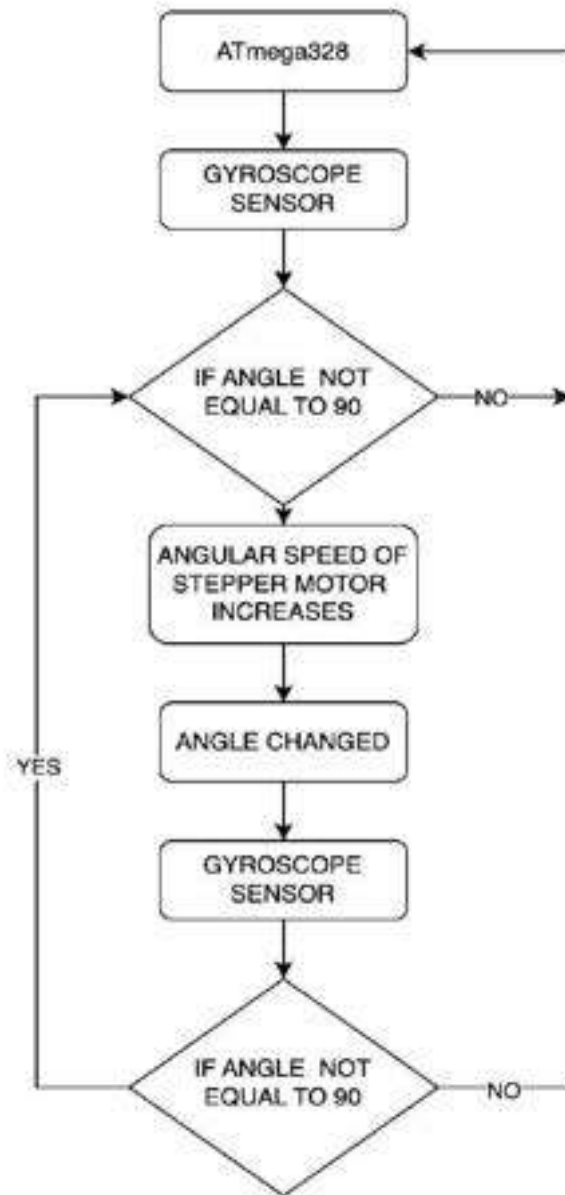 ATmega328
GYROSCOPE
SENSOR
IF ANGLE NOT
EQUAL TO 90
NO
ANGULAR SPEED OF
STEPPER MOTOR
INCREASES
ANGLE CHANGED
YES
GYROSCOPE
SENSOR
IF ANGLE NOT
EQUAL TO 90
NO